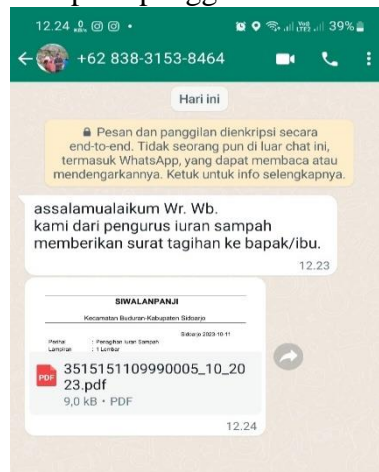 12.24
39%
+62 838-3153-8464
Hari ini
Pesan dan panggilan dienkripsi secara
end-to-end. Tidak seorang pun di luar chat ini,
termasuk WhatsApp, yang dapat membaca atau
mendengarkannya. Ketuk untuk info selengkapnya.
assalamualaikum Wr. Wb.
kami dari pengurus iuran sampah
memberikan surat tagihan ke bapak/ibu.
12.23
SIWALANPANJI
Kecamatan Buduran-Kabupaten Sidoarjo
Sidoarjo 2023-10-11
Perihal : Penagihan Iuran Sampah
Lampiran : 1 Lembar
PDF
3515151109990005_10_20
23.pdf
9,0 kB • PDF
12.24